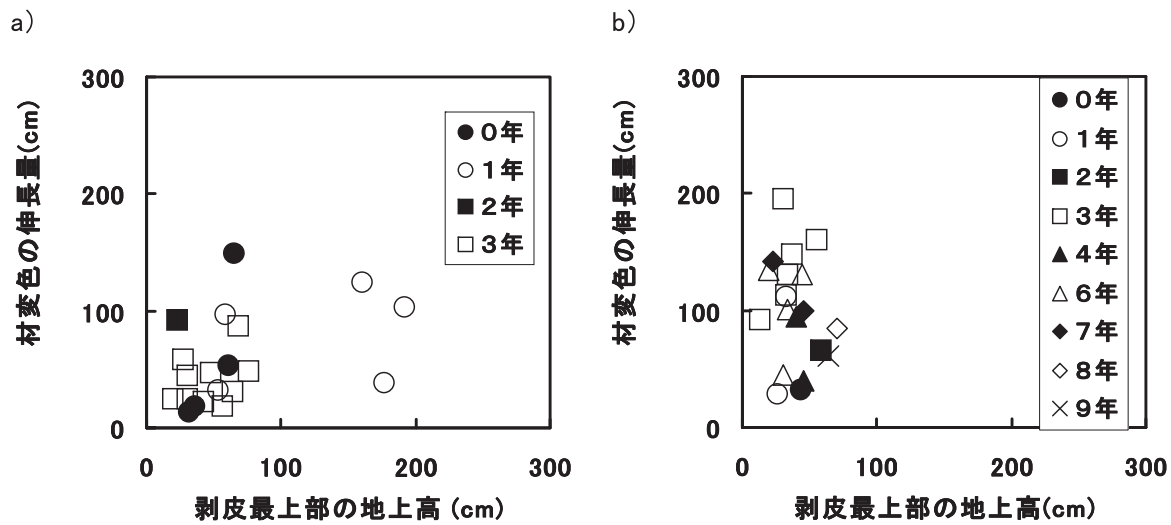 a)
300
200
100
0
0 100 200 300
材変色の伸長量(cm)
剥皮最上部の地上高 (cm)
●0年
○1年
■2年
□3年
b)
300
200
100
0
0 100 200 300
材変色の伸長量(cm)
剥皮最上部の地上高(cm)
●0年
○1年
■2年
□3年
▲4年
△6年
◆7年
◇8年
×9年